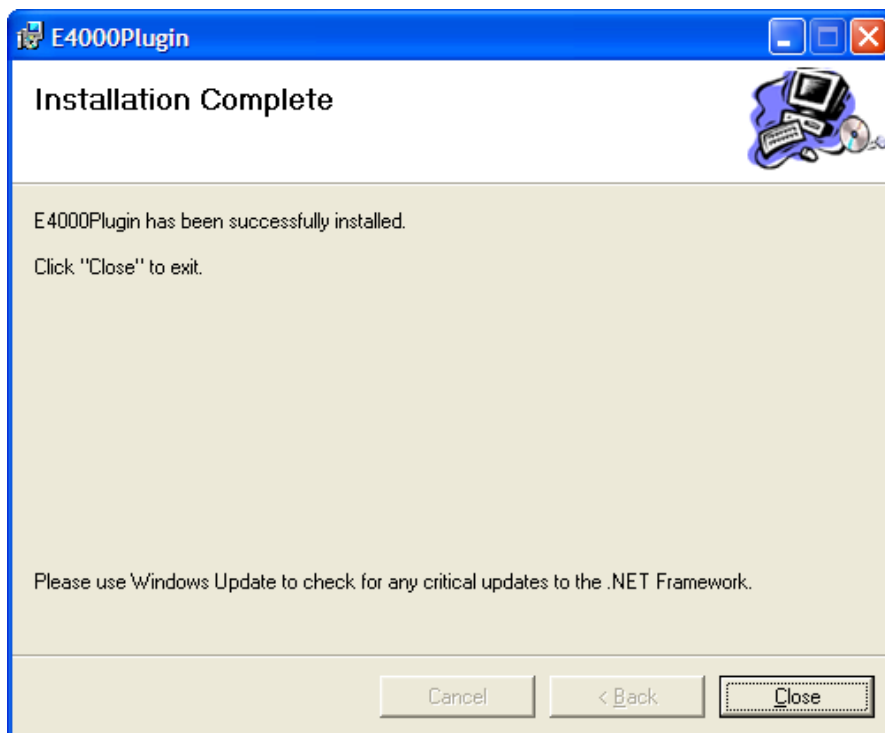 E4000Plugin
Installation Complete
E4000Plugin has been successfully installed.
Click "Close" to exit.
Please use Windows Update to check for any critical updates to the .NET Framework.
Cancel
< Back
Close